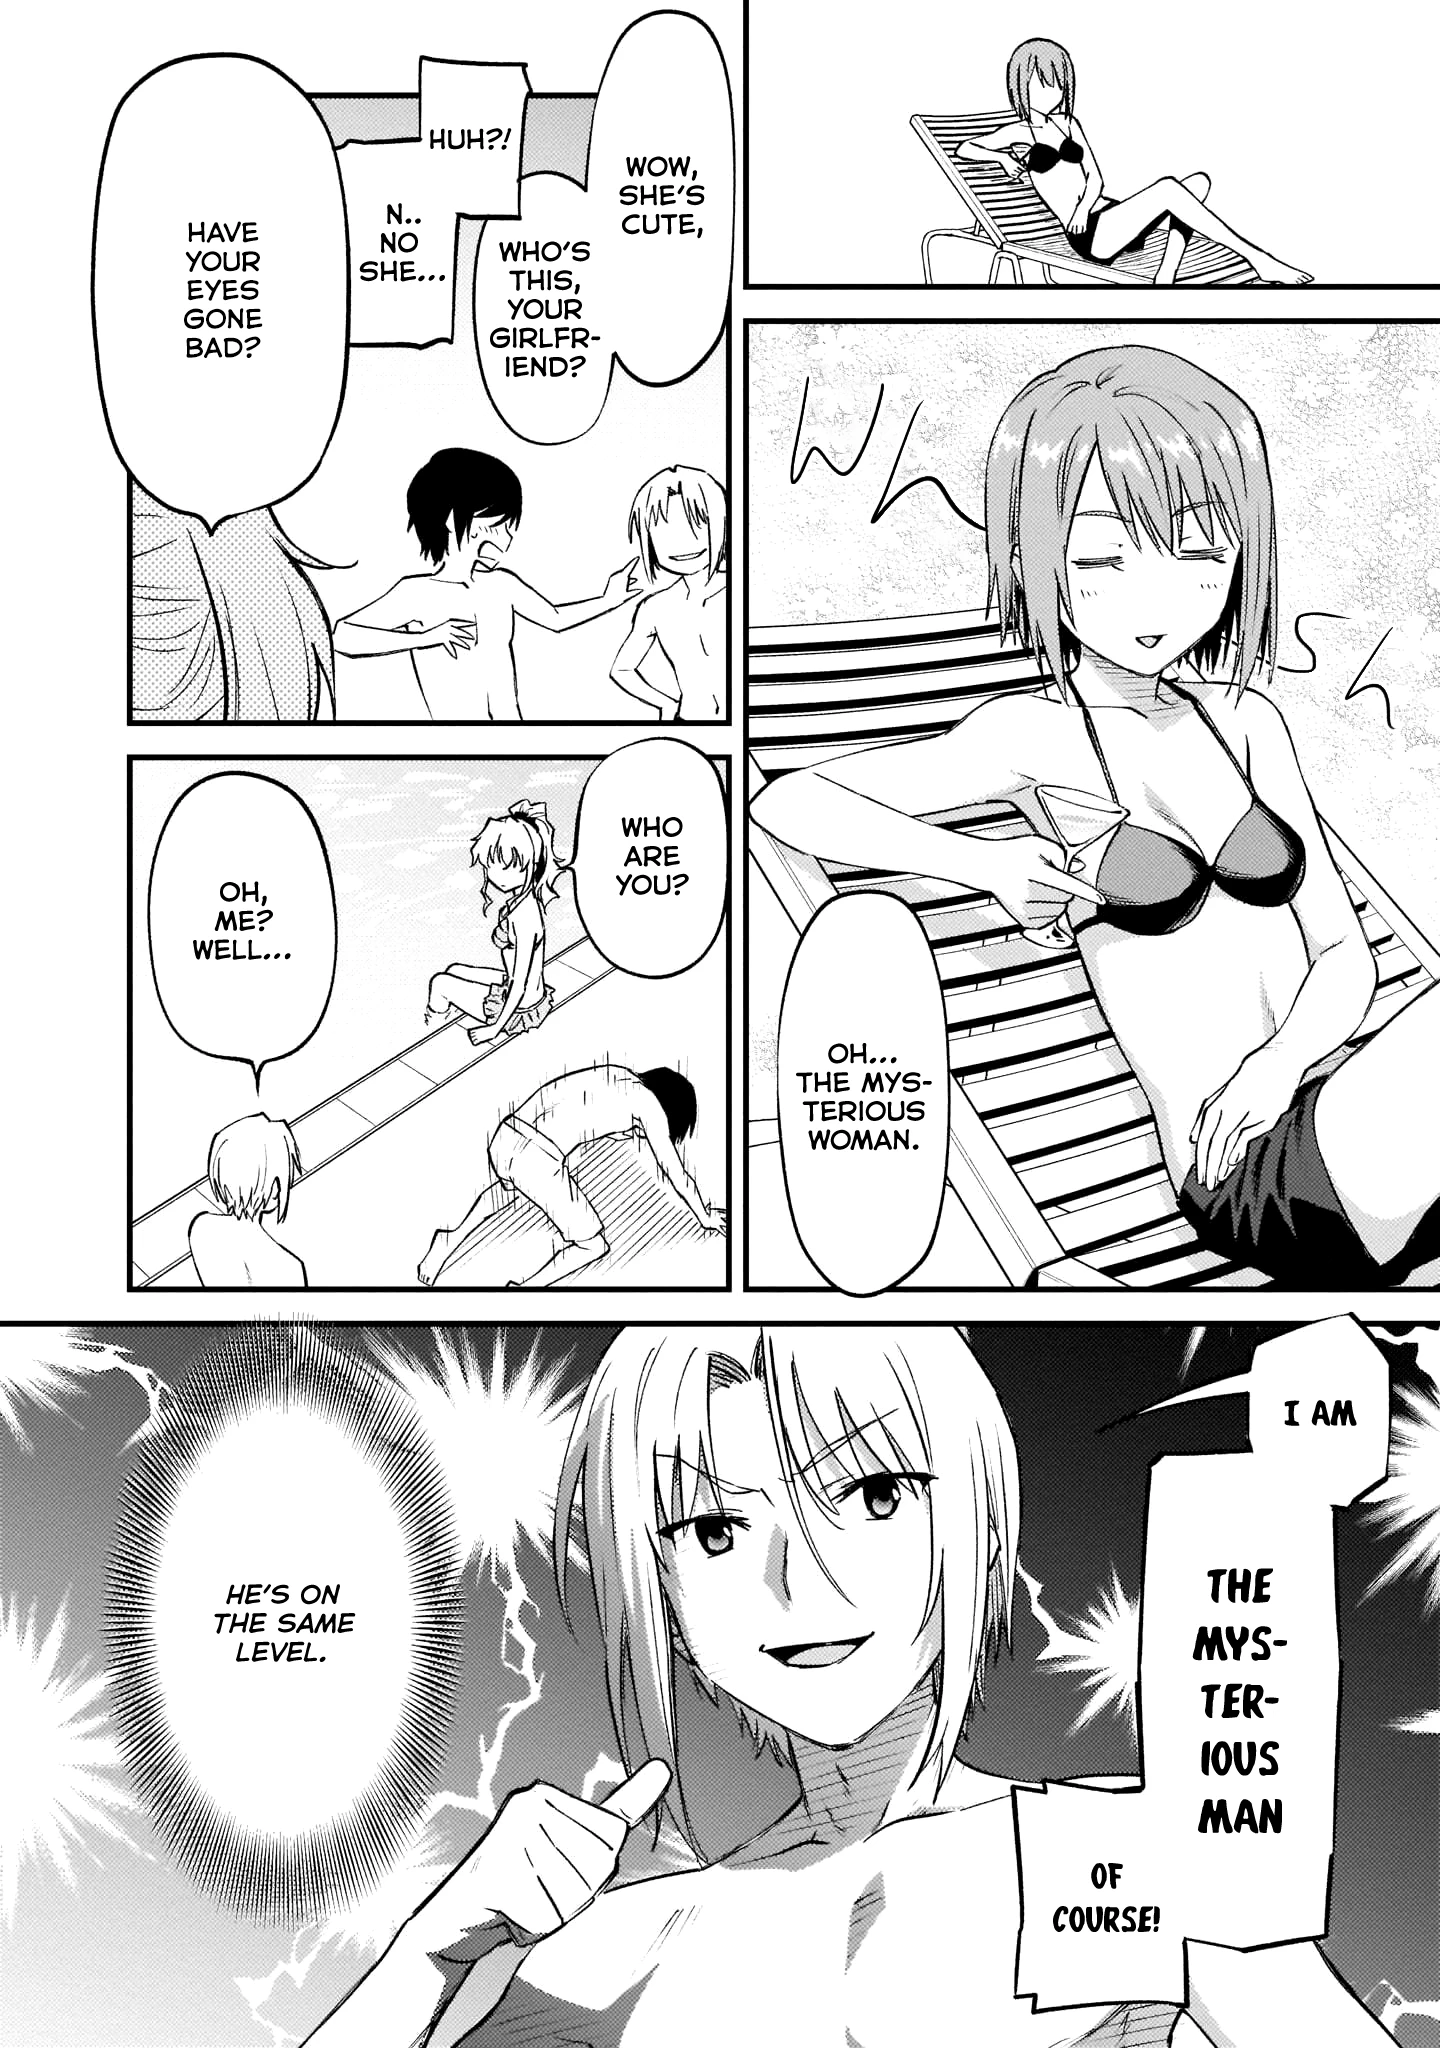 OH...
THE MYS-
TERIOUS
WOMAN.
WOW,
SHE'S
CUTE,
WHO'S
THIS,
YOUR
GIRLFR-
IEND?
HUH?!
N..
NO
SHE...
HAVE
YOUR
EYES
GONE
BAD?
WHO
ARE
YOU?
OH,
ME?
WELL...
I AM
THE
MYS-
TER-
IOUS
MAN
OF
COURSE!
HE'S ON
THE SAME
LEVEL.